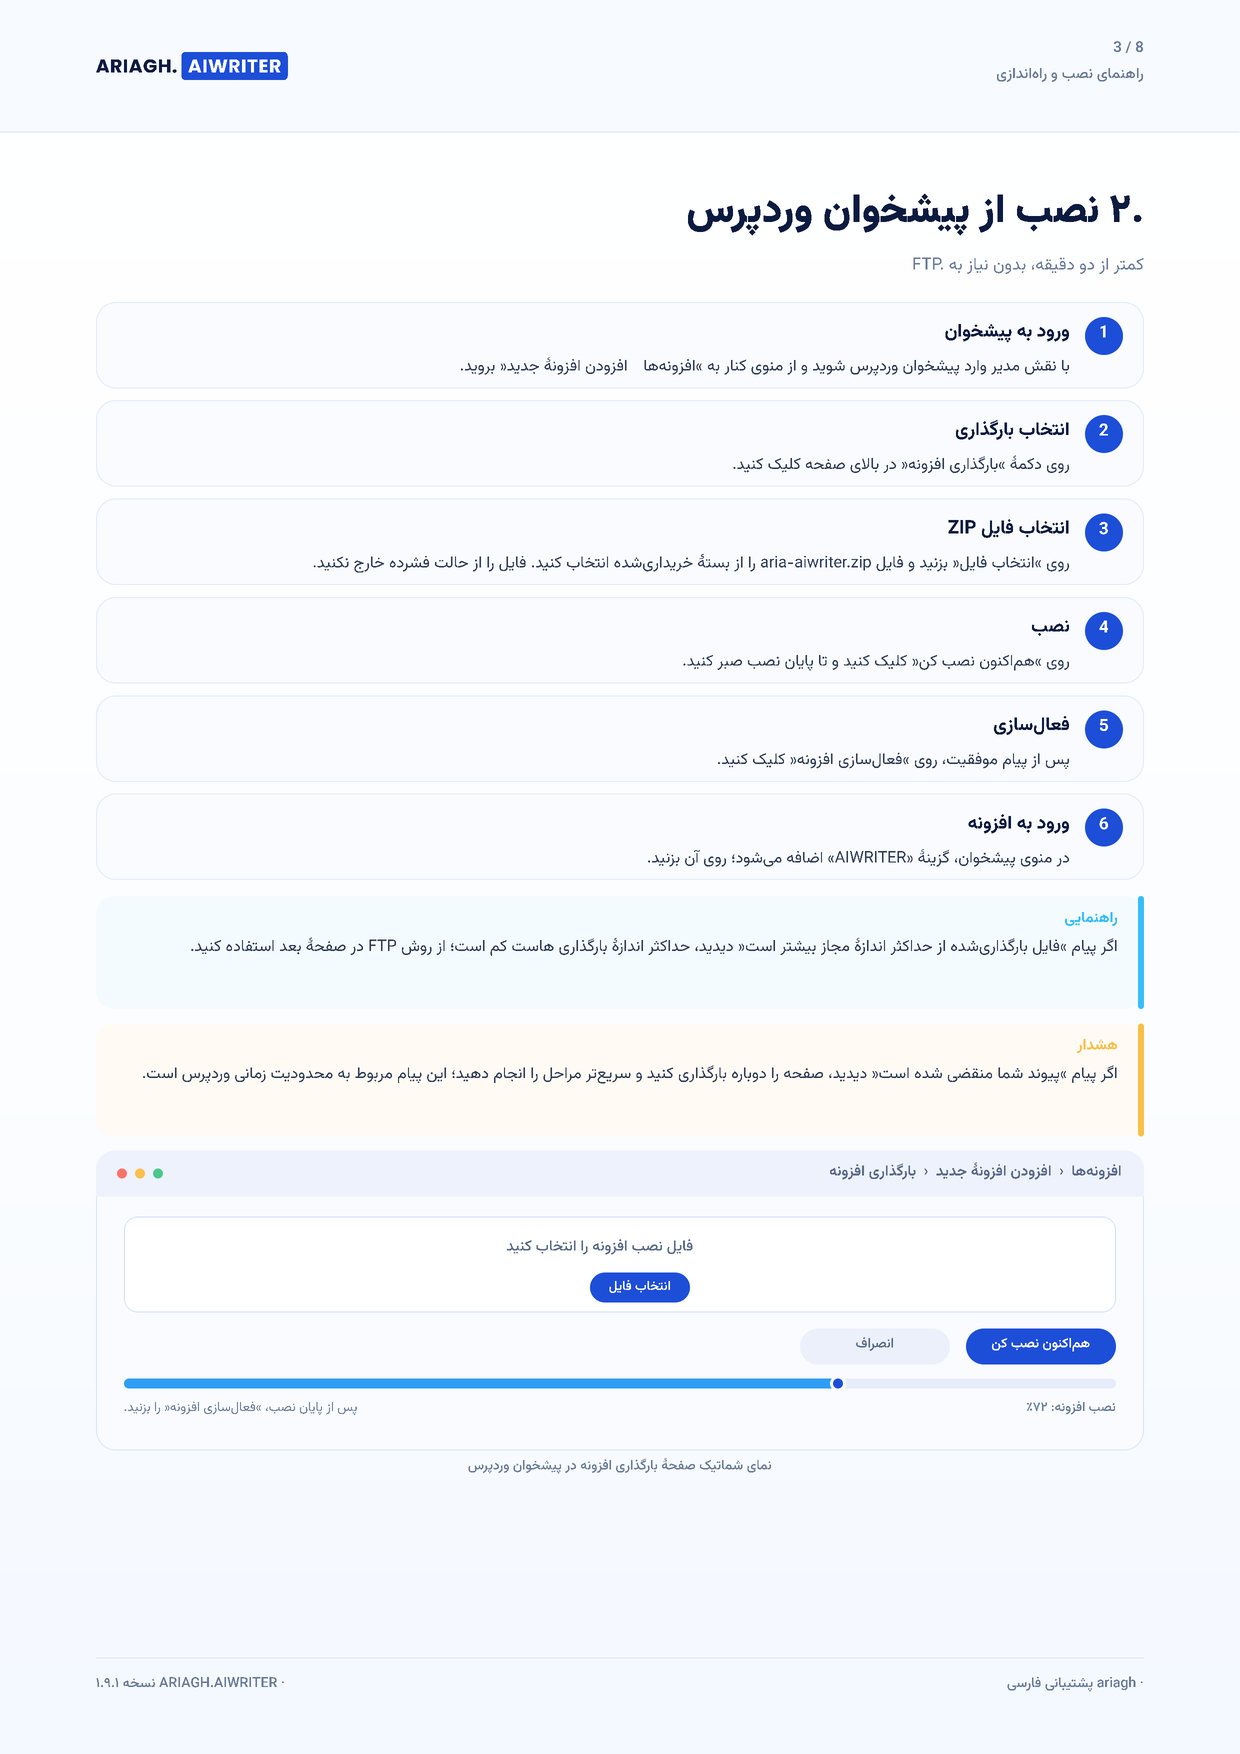 ARIAGH. AIWRITER
3 / 8
راهنمای نصب و راه‌اندازی
۲. نصب از پیشخوان وردپرس
کمتر از دو دقیقه، بدون نیاز به FTP.
1
ورود به پیشخوان
با نقش مدیر وارد پیشخوان وردپرس شوید و از منوی کنار به «افزونه‌ها افزودن افزونهٔ جدید» بروید.
2
انتخاب بارگذاری
روی دکمهٔ «بارگذاری افزونه» در بالای صفحه کلیک کنید.
3
انتخاب فایل ZIP
روی «انتخاب فایل» بزنید و فایل aria-aiwriter.zip را از بستهٔ خریداری‌شده انتخاب کنید. فایل را از حالت فشرده خارج نکنید.
4
نصب
روی «هم‌اکنون نصب کن» کلیک کنید و تا پایان نصب صبر کنید.
5
فعال‌سازی
پس از پیام موفقیت، روی «فعال‌سازی افزونه» کلیک کنید.
6
ورود به افزونه
در منوی پیشخوان، گزینهٔ «AIWRITER» اضافه می‌شود؛ روی آن بزنید.
راهنمایی
اگر پیام «فایل بارگذاری‌شده از حداکثر اندازهٔ مجاز بیشتر است» دیدید، حداکثر اندازهٔ بارگذاری هاست کم است؛ از روش FTP در صفحهٔ بعد استفاده کنید.
هشدار
اگر پیام «پیوند شما منقضی شده است» دیدید، صفحه را دوباره بارگذاری کنید و سریع‌تر مراحل را انجام دهید؛ این پیام مربوط به محدودیت زمانی وردپرس است.
افزونه‌ها › افزودن افزونهٔ جدید › بارگذاری افزونه
فایل نصب افزونه را انتخاب کنید
انتخاب فایل
هم‌اکنون نصب کن
انصراف
نصب افزونه: ۷۲٪
پس از پایان نصب، «فعال‌سازی افزونه» را بزنید.
نمای شماتیک صفحهٔ بارگذاری افزونه در پیشخوان وردپرس
· ariagh پشتیبانی فارسی
· ARIAGH.AIWRITER نسخه ۱.۹.۱